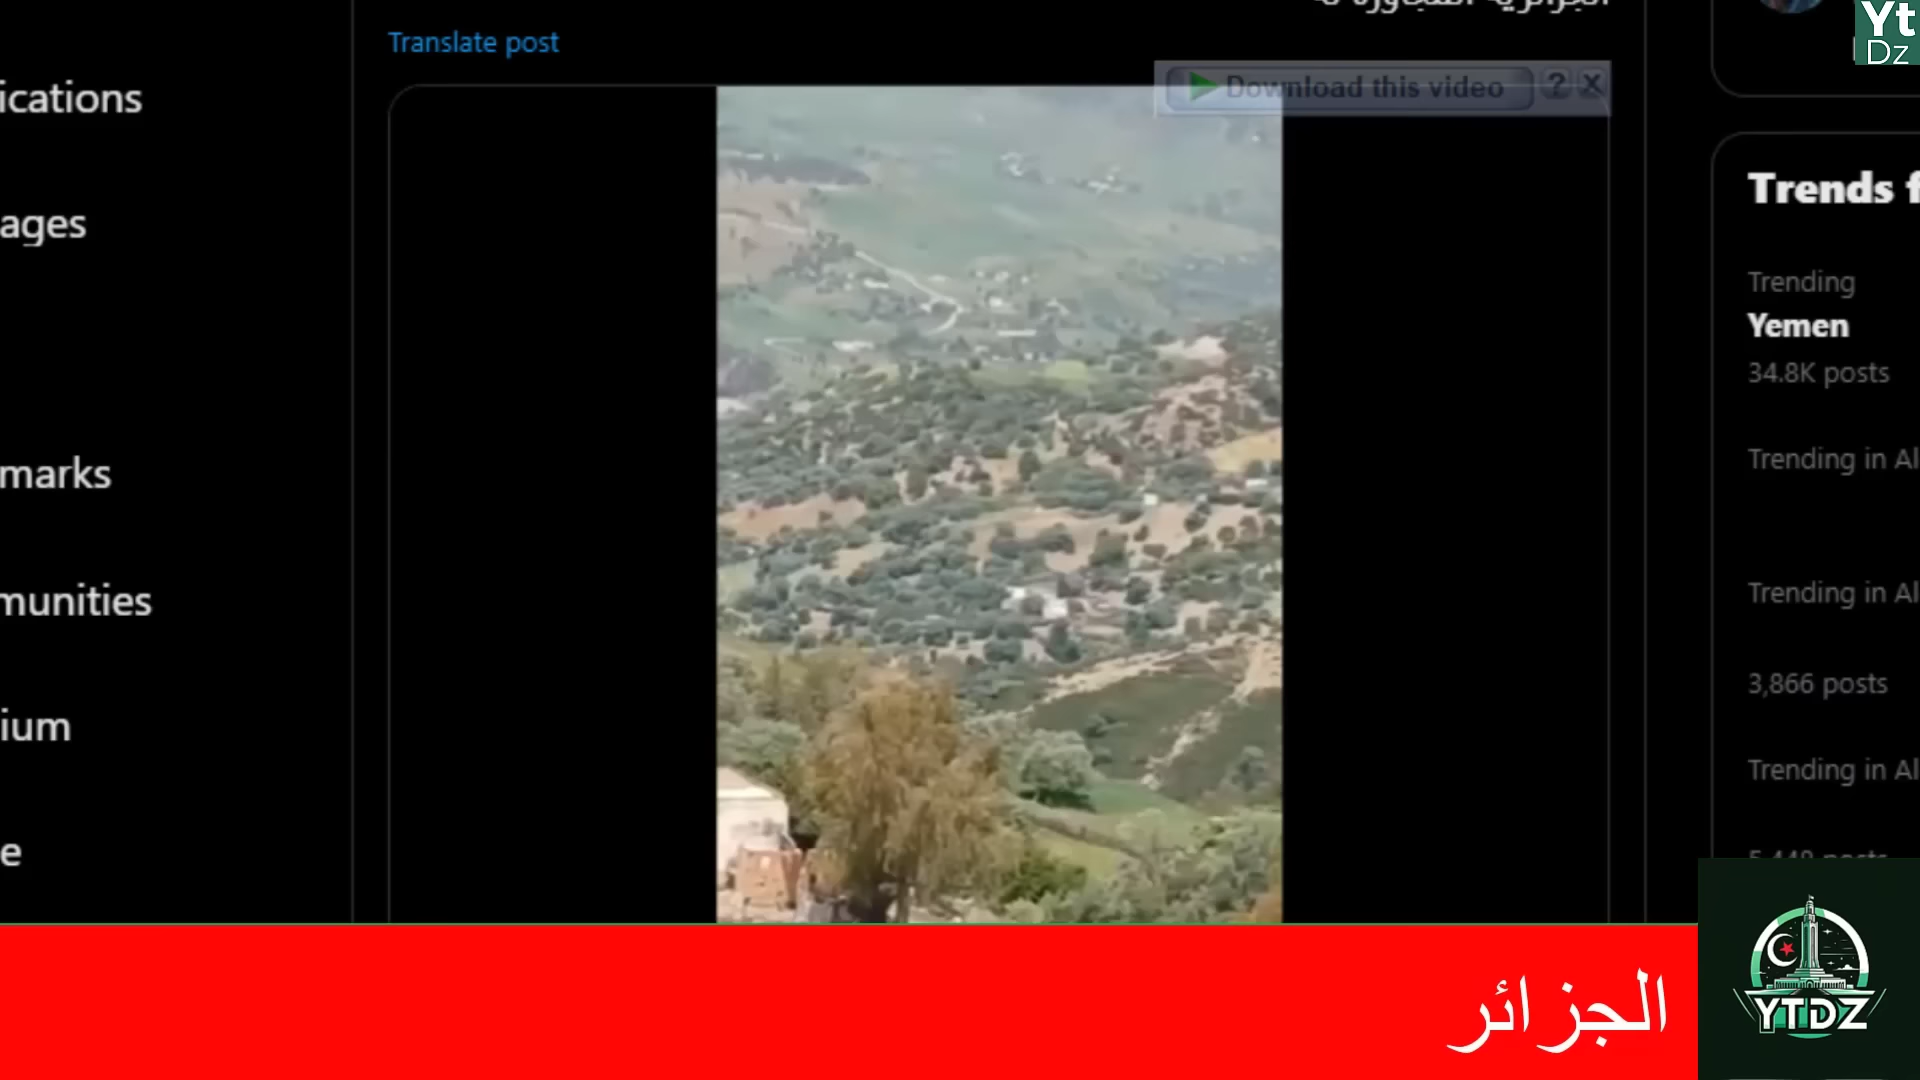 Translate post
Download this video ? X
Yt
Dz
ications
ages
marks
munities
ium
e
Trends f
Trending
Yemen
34.8K posts
Trending in Al
Trending in Al
3,866 posts
Trending in Al
الجزائر
YTDZ